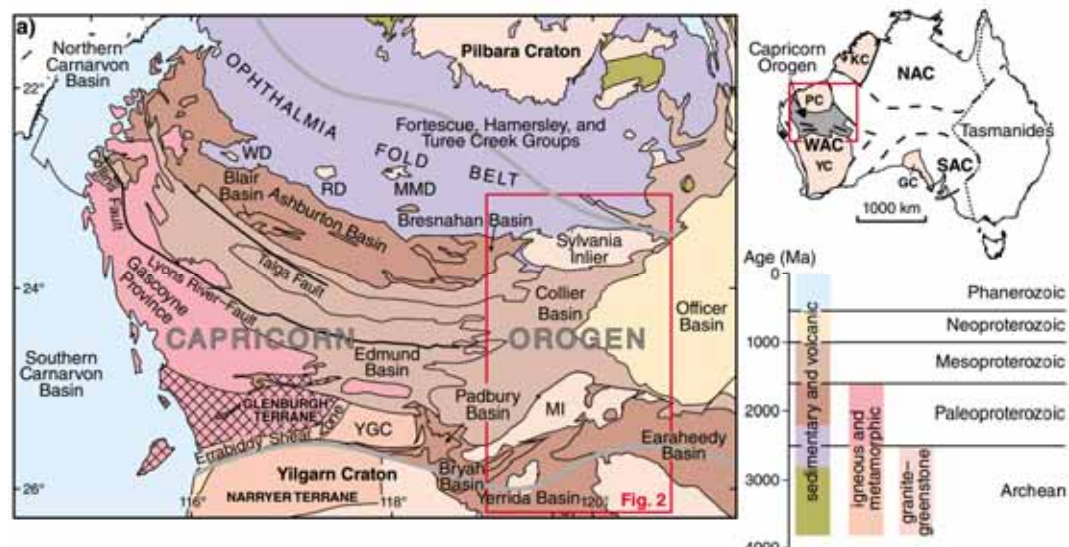 a)
Northern
Carnarvon
Basin
22°
24°
26°
Southern
Carnarvon
Basin
OPHTHALMIA
FOLD
BELT
Pilbara Craton
Fortescue, Hamersley, and
Turee Creek Groups
WD
RD
MMD
Blair
Basin
Ashburton Basin
Bresnahan Basin
Sylvania
Inlier
Talga Fault
Lyons River Fault
Gascoyne
Province
Collier
Basin
Officer
Basin
CAPRICORN OROGEN
Edmund
Basin
GLENBURGH
TERRANE
YGC
Padbury
Basin
MI
Errabiddy Shear Zone
Earaheedy
Basin
Bryah
Basin
Yilgarn Craton
NARRYER TERRANE
Yerrida Basin
116°
118°
120°
Fig. 2
Capricorn
Orogen
KC
NAC
PC
WAC
YC
Tasmanides
SAC
GC
1000 km
Age (Ma)
0
1000
2000
3000
4000
Phanerozoic
Neoproterozoic
Mesoproterozoic
Paleoproterozoic
Archean
sedimentary and volcanic
igneous and
metamorphic
granite–
greenstone